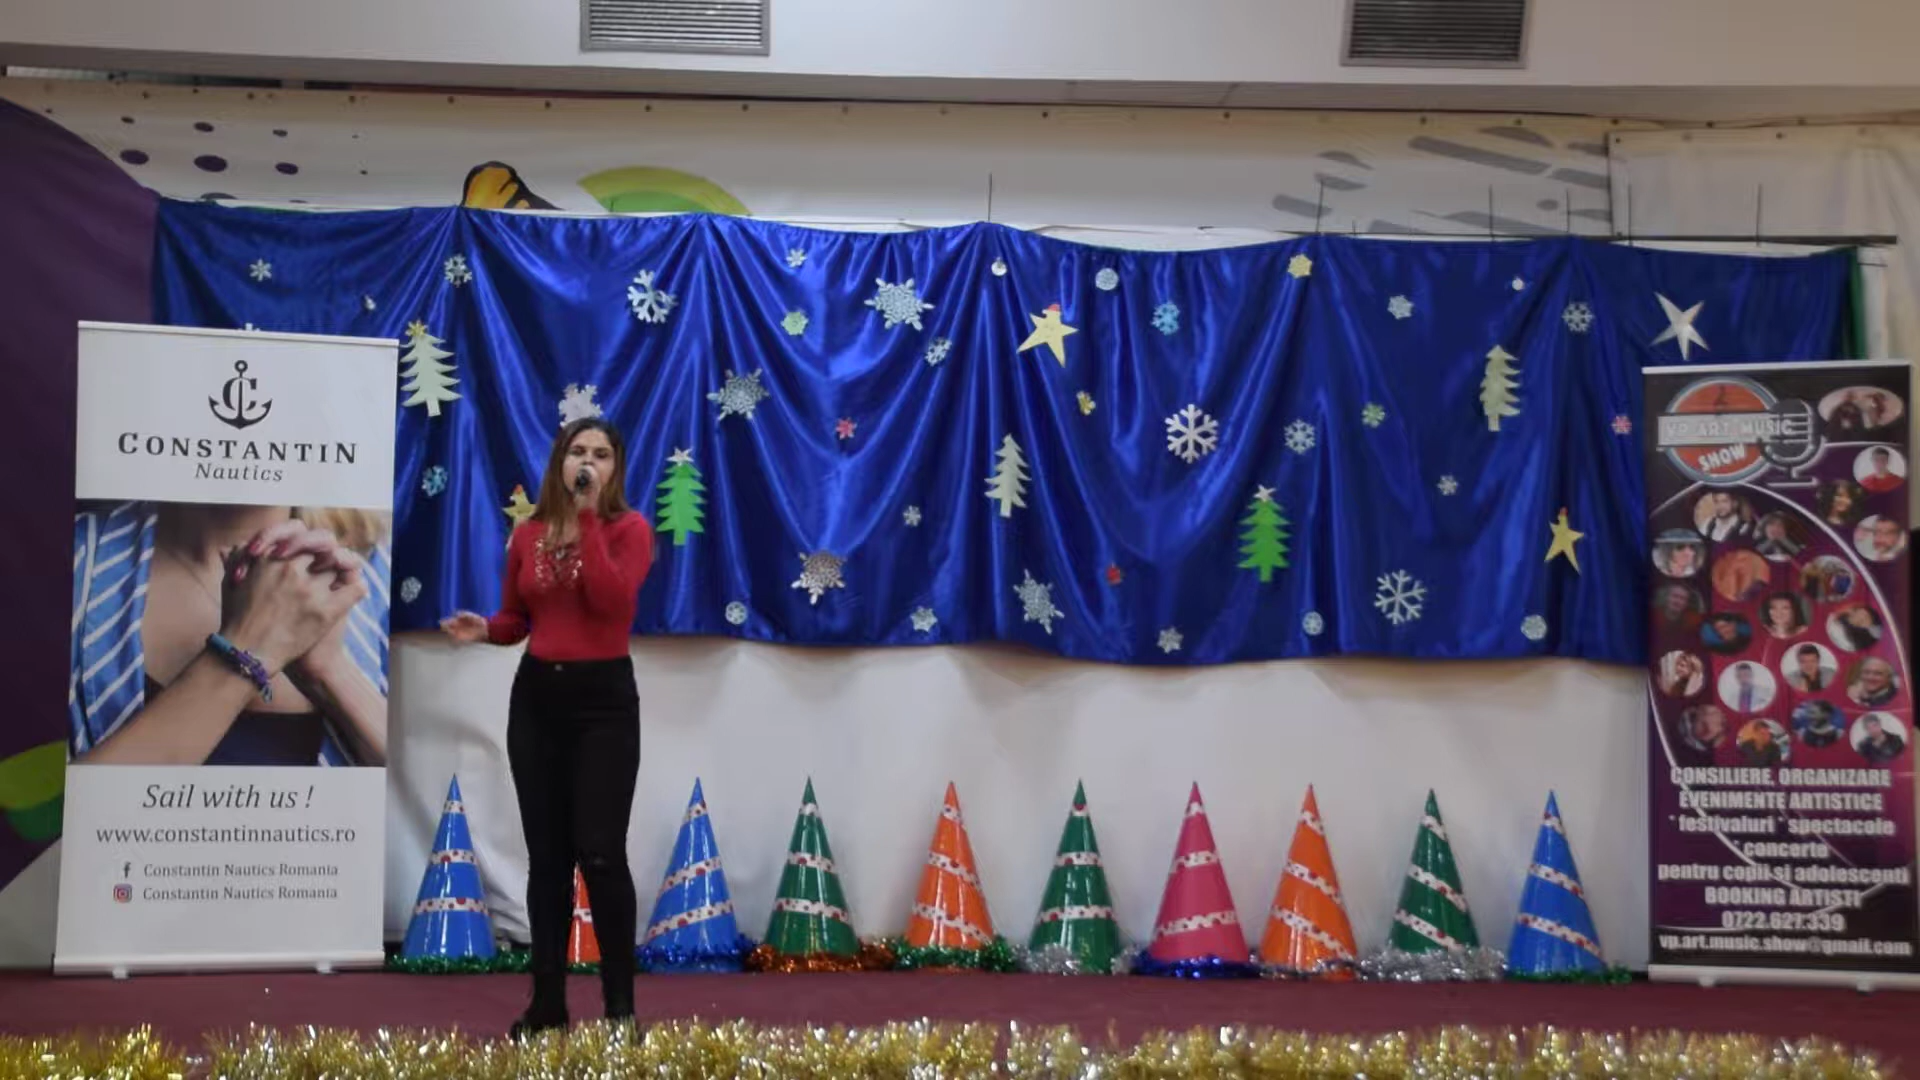 C
CONSTANTIN
Nautics
Sail with us !
www.constantinnautics.ro
Constantin Nautics Romania
Constantin Nautics Romania
VP ART MUSIC
SHOW
CONSILIERE, ORGANIZARE
EVENIMENTE ARTISTICE
* festivaluri * spectacole
* concerte
pentru copii si adolescenti
BOOKING ARTISTI
0722.627.339
vp.art.music.show@gmail.com